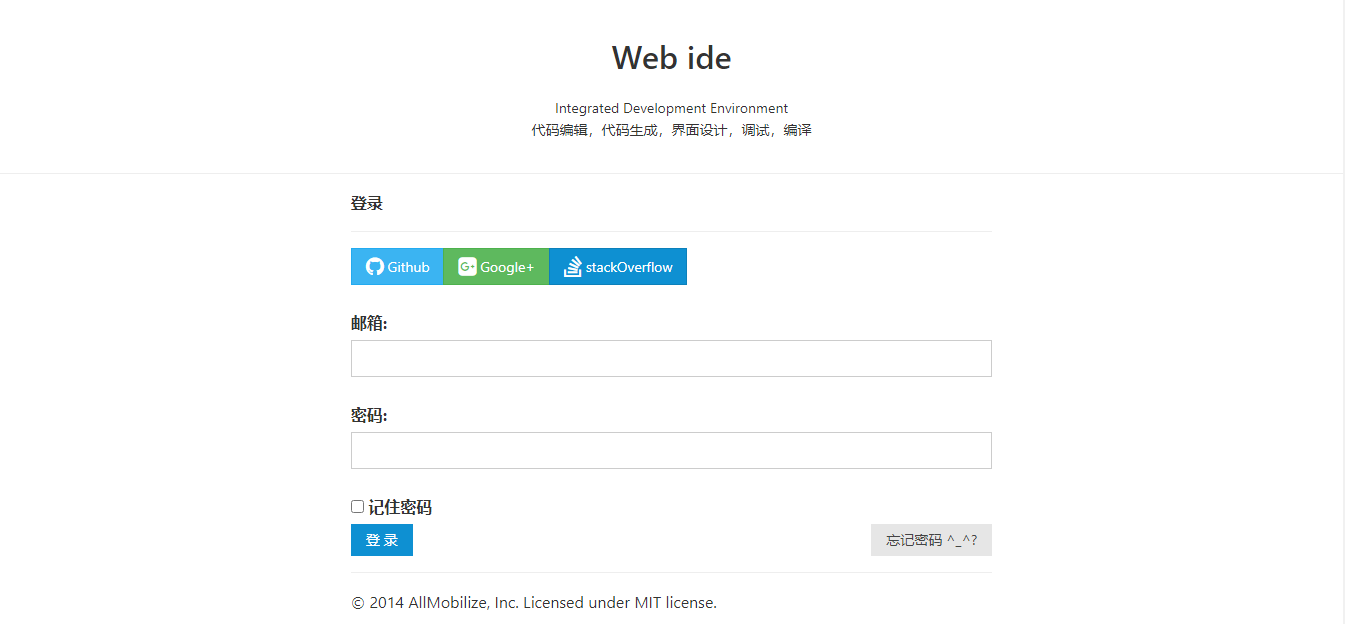 Web ide
Integrated Development Environment
代码编辑，代码生成，界面设计，调试，编译
登录
Github Google+ stackOverflow
邮箱:
密码:
记住密码
登 录 忘记密码 ^_^?
© 2014 AllMobilize, Inc. Licensed under MIT license.